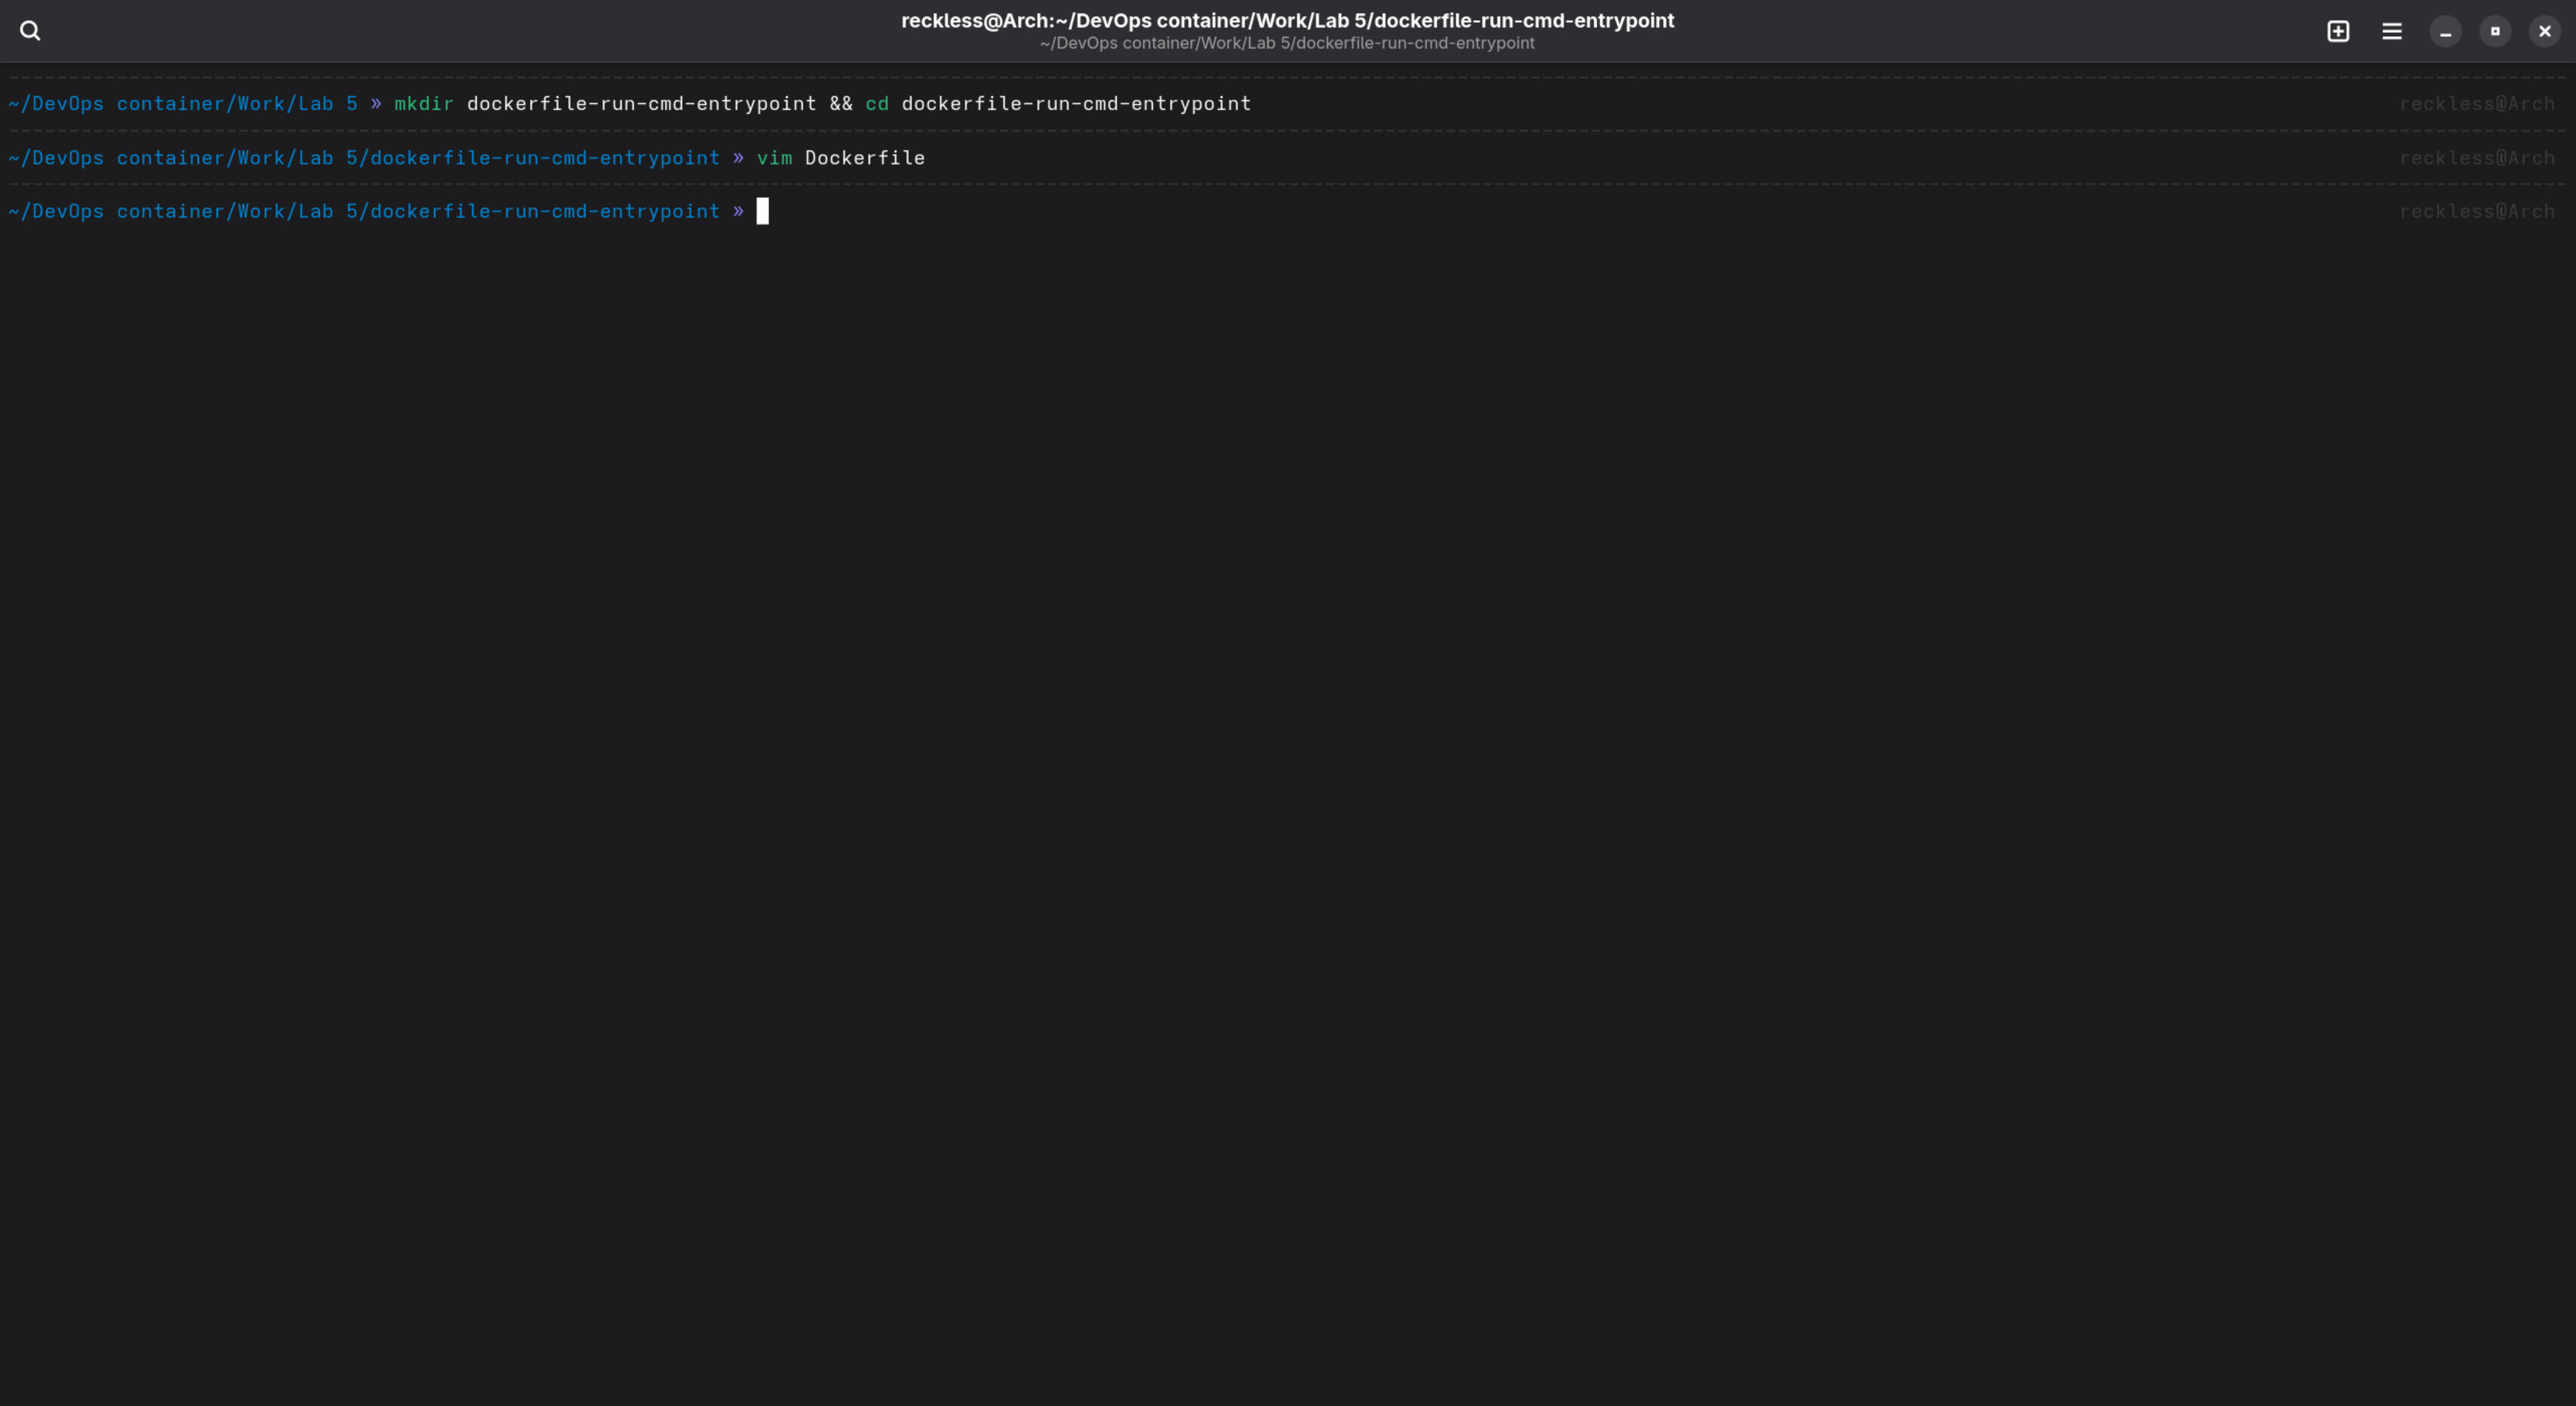 reckless@Arch:~/DevOps container/Work/Lab 5/dockerfile-run-cmd-entrypoint
~/DevOps container/Work/Lab 5/dockerfile-run-cmd-entrypoint
~/DevOps container/Work/Lab 5 » mkdir dockerfile-run-cmd-entrypoint && cd dockerfile-run-cmd-entrypoint reckless@Arch
~/DevOps container/Work/Lab 5/dockerfile-run-cmd-entrypoint » vim Dockerfile reckless@Arch
~/DevOps container/Work/Lab 5/dockerfile-run-cmd-entrypoint » reckless@Arch